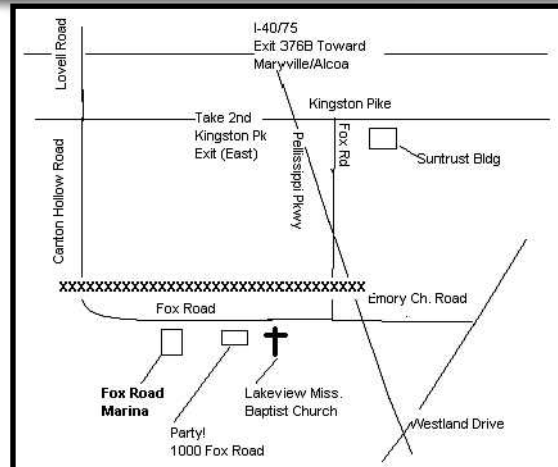 I-40/75
Exit 376B Toward
Maryville/Alcoa
Lovell Road
Kingston Pike
Take 2nd
Kingston Pk
Exit (East)
Pellissippi Pkwy
Fox Rd
Suntrust Bldg
Canton Hollow Road
xxxxxxxxxxxxxxxxxxxxxxxxxxxxxxxxxx
Emory Ch. Road
Fox Road
Fox Road
Marina
Lakeview Miss.
Baptist Church
Party!
1000 Fox Road
Westland Drive